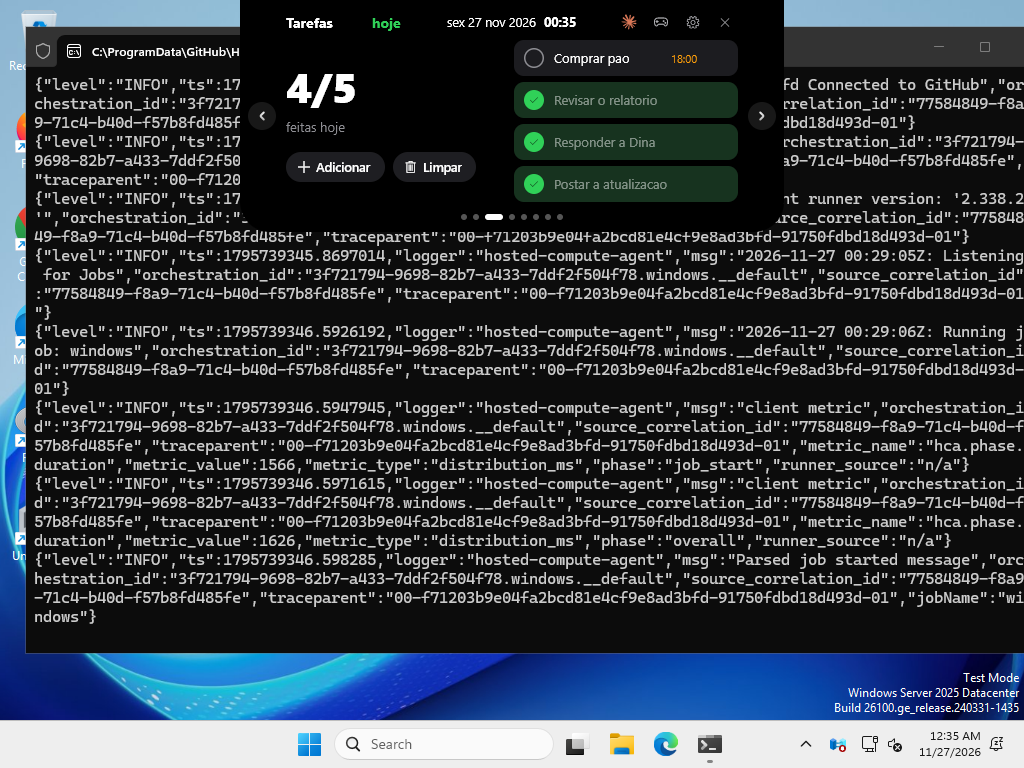 Tarefas hoje sex 27 nov 2026 00:35
4/5
feitas hoje
Adicionar Limpar
Comprar pao 18:00
Revisar o relatorio
Responder a Dina
Postar a atualizacao
C:\ProgramData\GitHub\H
{"level":"INFO","ts":1795 fd Connected to GitHub","or
chestration_id":"3f7217 correlation_id":"77584849-f
9-71c4-b40d-f57b8fd485f 91750fdbd18d493d-01"}
{"level":"INFO","ts":17 orchestration_id":"3f721794-
9698-82b7-a433-7ddf2f50
"traceparent":"00-f7120
{"level":"INFO","ts":17 nt runner version: '2.338.2
'","orchestration_id": rce_correlation_id":"775848
49-f8a9-71c4-b40d-f57b8fd485fe","traceparent":"00-f71203b9e04fa2bcd81e4cf9e8ad3bfd-91750fdbd18d493d-01"}
{"level":"INFO","ts":1795739345.8697014,"logger":"hosted-compute-agent","msg":"2026-11-27 00:29:05Z: Listening
for Jobs","orchestration_id":"3f721794-9698-82b7-a433-7ddf2f504f78.windows.__default","source_correlation_id"
:"77584849-f8a9-71c4-b40d-f57b8fd485fe","traceparent":"00-f71203b9e04fa2bcd81e4cf9e8ad3bfd-91750fdbd18d493d-01
"}
{"level":"INFO","ts":1795739346.5926192,"logger":"hosted-compute-agent","msg":"2026-11-27 00:29:06Z: Running j
ob: windows","orchestration_id":"3f721794-9698-82b7-a433-7ddf2f504f78.windows.__default","source_correlation_i
d":"77584849-f8a9-71c4-b40d-f57b8fd485fe","traceparent":"00-f71203b9e04fa2bcd81e4cf9e8ad3bfd-91750fdbd18d493d-
01"}
{"level":"INFO","ts":1795739346.5947945,"logger":"hosted-compute-agent","msg":"client metric","orchestration_i
d":"3f721794-9698-82b7-a433-7ddf2f504f78.windows.__default","source_correlation_id":"77584849-f8a9-71c4-b40d-f
57b8fd485fe","traceparent":"00-f71203b9e04fa2bcd81e4cf9e8ad3bfd-91750fdbd18d493d-01","metric_name":"hca.phase.
duration","metric_value":1566,"metric_type":"distribution_ms","phase":"job_start","runner_source":"n/a"}
{"level":"INFO","ts":1795739346.5971615,"logger":"hosted-compute-agent","msg":"client metric","orchestration_i
d":"3f721794-9698-82b7-a433-7ddf2f504f78.windows.__default","source_correlation_id":"77584849-f8a9-71c4-b40d-f
57b8fd485fe","traceparent":"00-f71203b9e04fa2bcd81e4cf9e8ad3bfd-91750fdbd18d493d-01","metric_name":"hca.phase.
duration","metric_value":1626,"metric_type":"distribution_ms","phase":"overall","runner_source":"n/a"}
{"level":"INFO","ts":1795739346.598285,"logger":"hosted-compute-agent","msg":"Parsed job started message","orc
hestration_id":"3f721794-9698-82b7-a433-7ddf2f504f78.windows.__default","source_correlation_id":"77584849-f8a9
-71c4-b40d-f57b8fd485fe","traceparent":"00-f71203b9e04fa2bcd81e4cf9e8ad3bfd-91750fdbd18d493d-01","jobName":"wi
ndows"}
Test Mode
Windows Server 2025 Datacenter
Build 26100.ge_release.240331-1435
Search
12:35 AM
11/27/2026